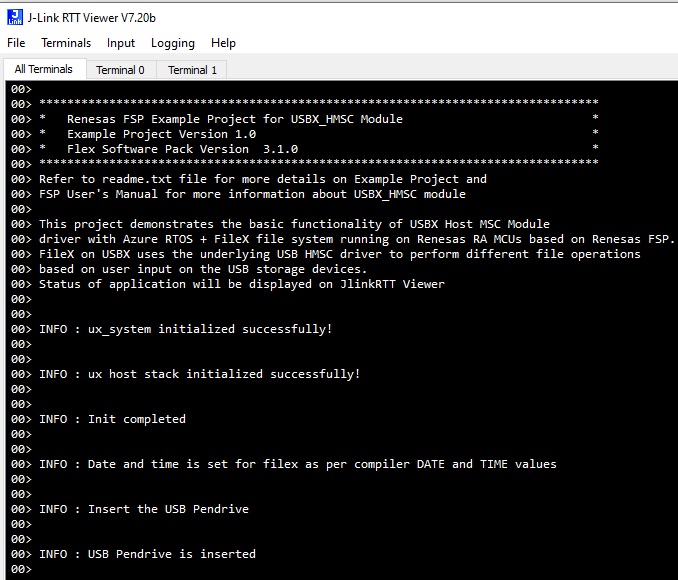 J-Link RTT Viewer V7.20b
File Terminals Input Logging Help
All Terminals Terminal 0 Terminal 1
00>
00> ********************************************************************************
00> *   Renesas FSP Example Project for USBX_HMSC Module                           *
00> *   Example Project Version 1.0                                                *
00> *   Flex Software Pack Version  3.1.0                                          *
00> ********************************************************************************
00> Refer to readme.txt file for more details on Example Project and
00> FSP User's Manual for more information about USBX_HMSC module
00>
00> This project demonstrates the basic functionality of USBX Host MSC Module
00> driver with Azure RTOS + FileX file system running on Renesas RA MCUs based on Renesas FSP.
00> FileX on USBX uses the underlying USB HMSC driver to perform different file operations
00> based on user input on the USB storage devices.
00> Status of application will be displayed on JlinkRTT Viewer
00>
00>
00> INFO : ux_system initialized successfully!
00>
00>
00> INFO : ux host stack initialized successfully!
00>
00>
00> INFO : Init completed
00>
00>
00> INFO : Date and time is set for filex as per compiler DATE and TIME values
00>
00>
00> INFO : Insert the USB Pendrive
00>
00>
00> INFO : USB Pendrive is inserted
00>